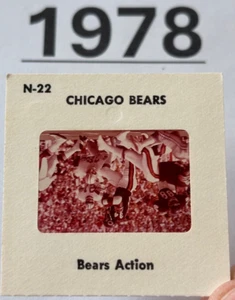 1978
N-22
CHICAGO BEARS
Bears Action